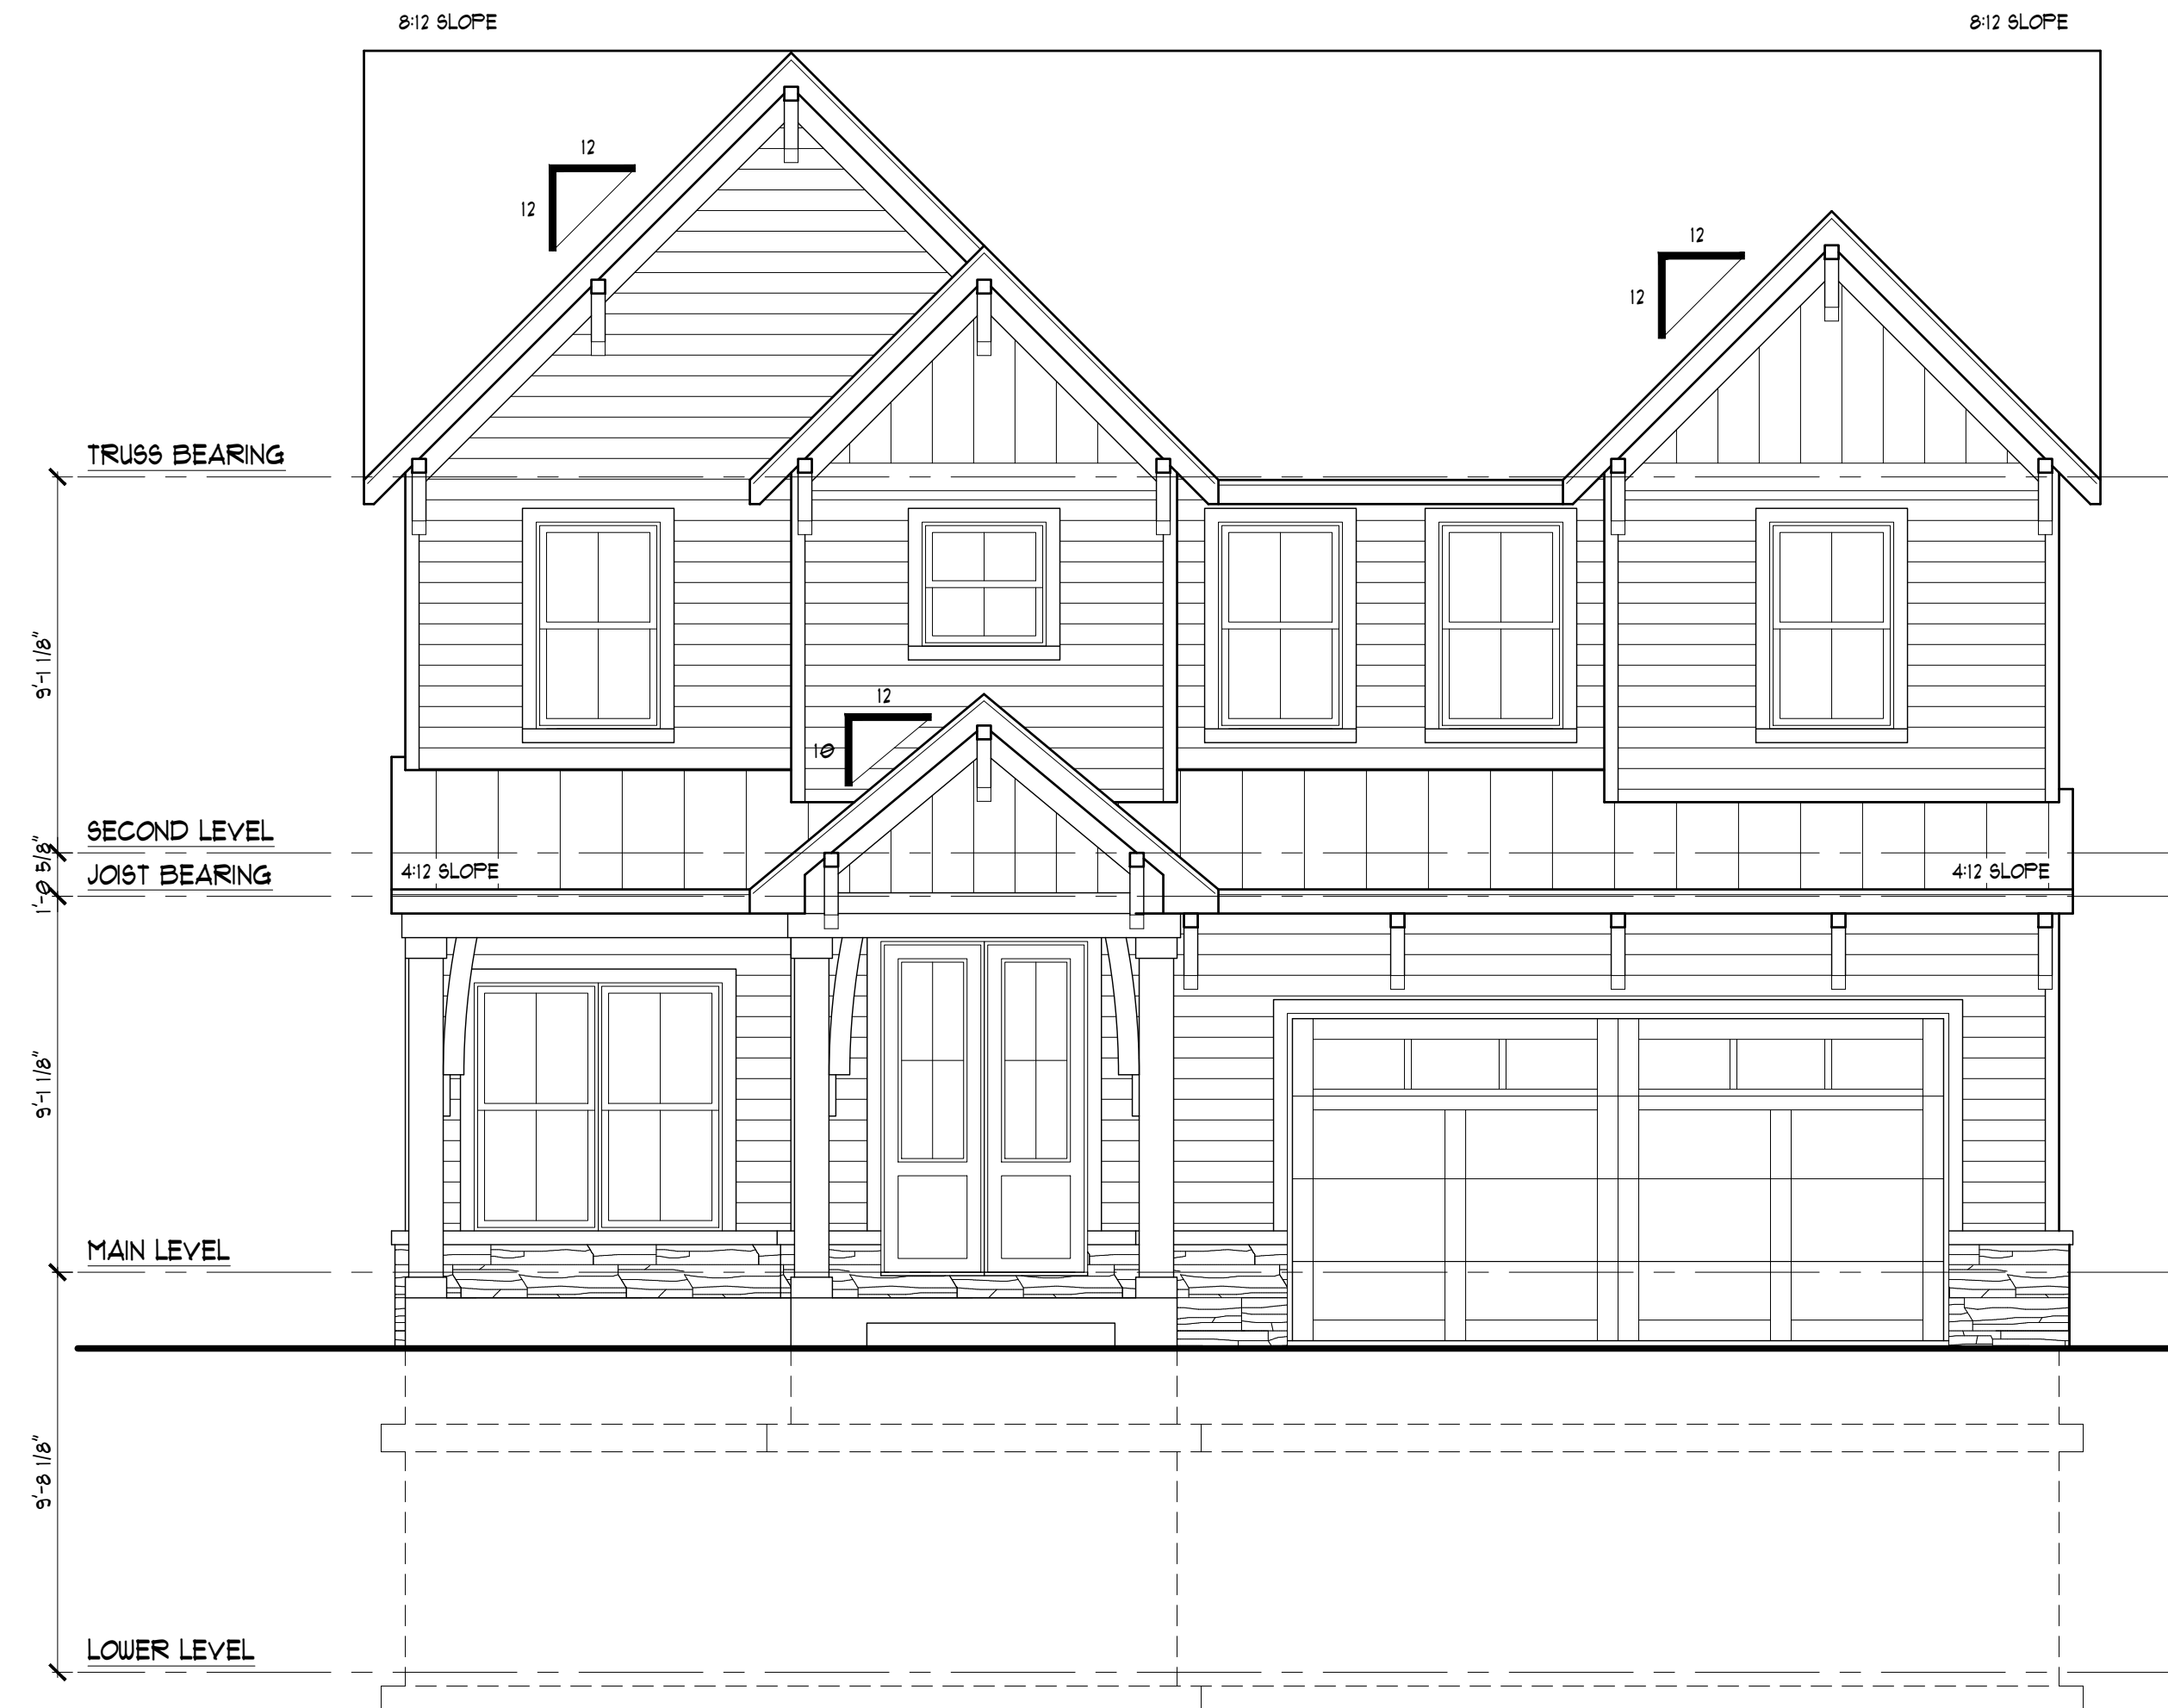 8:12 SLOPE
8:12 SLOPE
12
12
12
12
TRUSS BEARING
9'-1 1/8"
12
10
SECOND LEVEL
1'-0 5/8"
JOIST BEARING
4:12 SLOPE
4:12 SLOPE
9'-1 1/8"
MAIN LEVEL
9'-8 1/8"
LOWER LEVEL